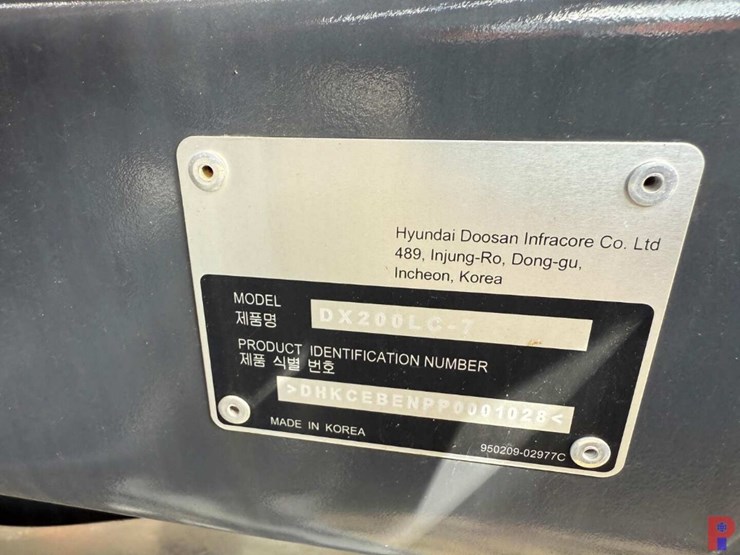 Hyundai Doosan Infracore Co. Ltd
489, Injung-Ro, Dong-gu,
Incheon, Korea
MODEL
제품명
DX200LC-7
PRODUCT IDENTIFICATION NUMBER
제품 식별 번호
>DHKCEBENPP0001028<
MADE IN KOREA
950209-02977C